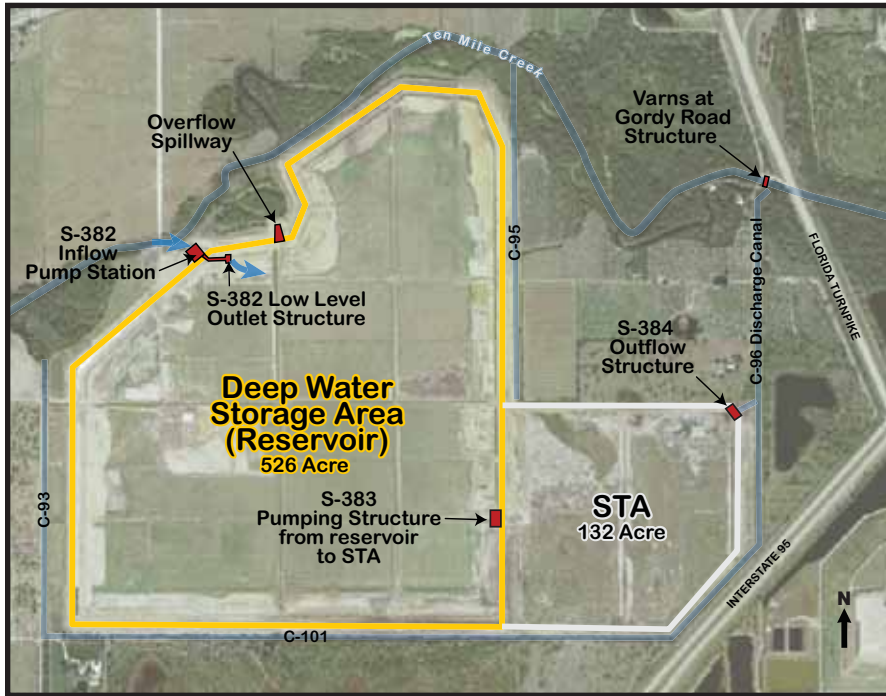 Ten Mile Creek
Varns at
Gordy Road
Structure
Overflow
Spillway
S-382
Inflow
Pump Station
S-382 Low Level
Outlet Structure
C-95
FLORIDA TURNPIKE
C-96 Discharge Canal
S-384
Outflow
Structure
Deep Water
Storage Area
(Reservoir)
526 Acre
S-383
Pumping Structure
from reservoir
to STA
STA
132 Acre
C-93
INTERSTATE 95
C-101
N